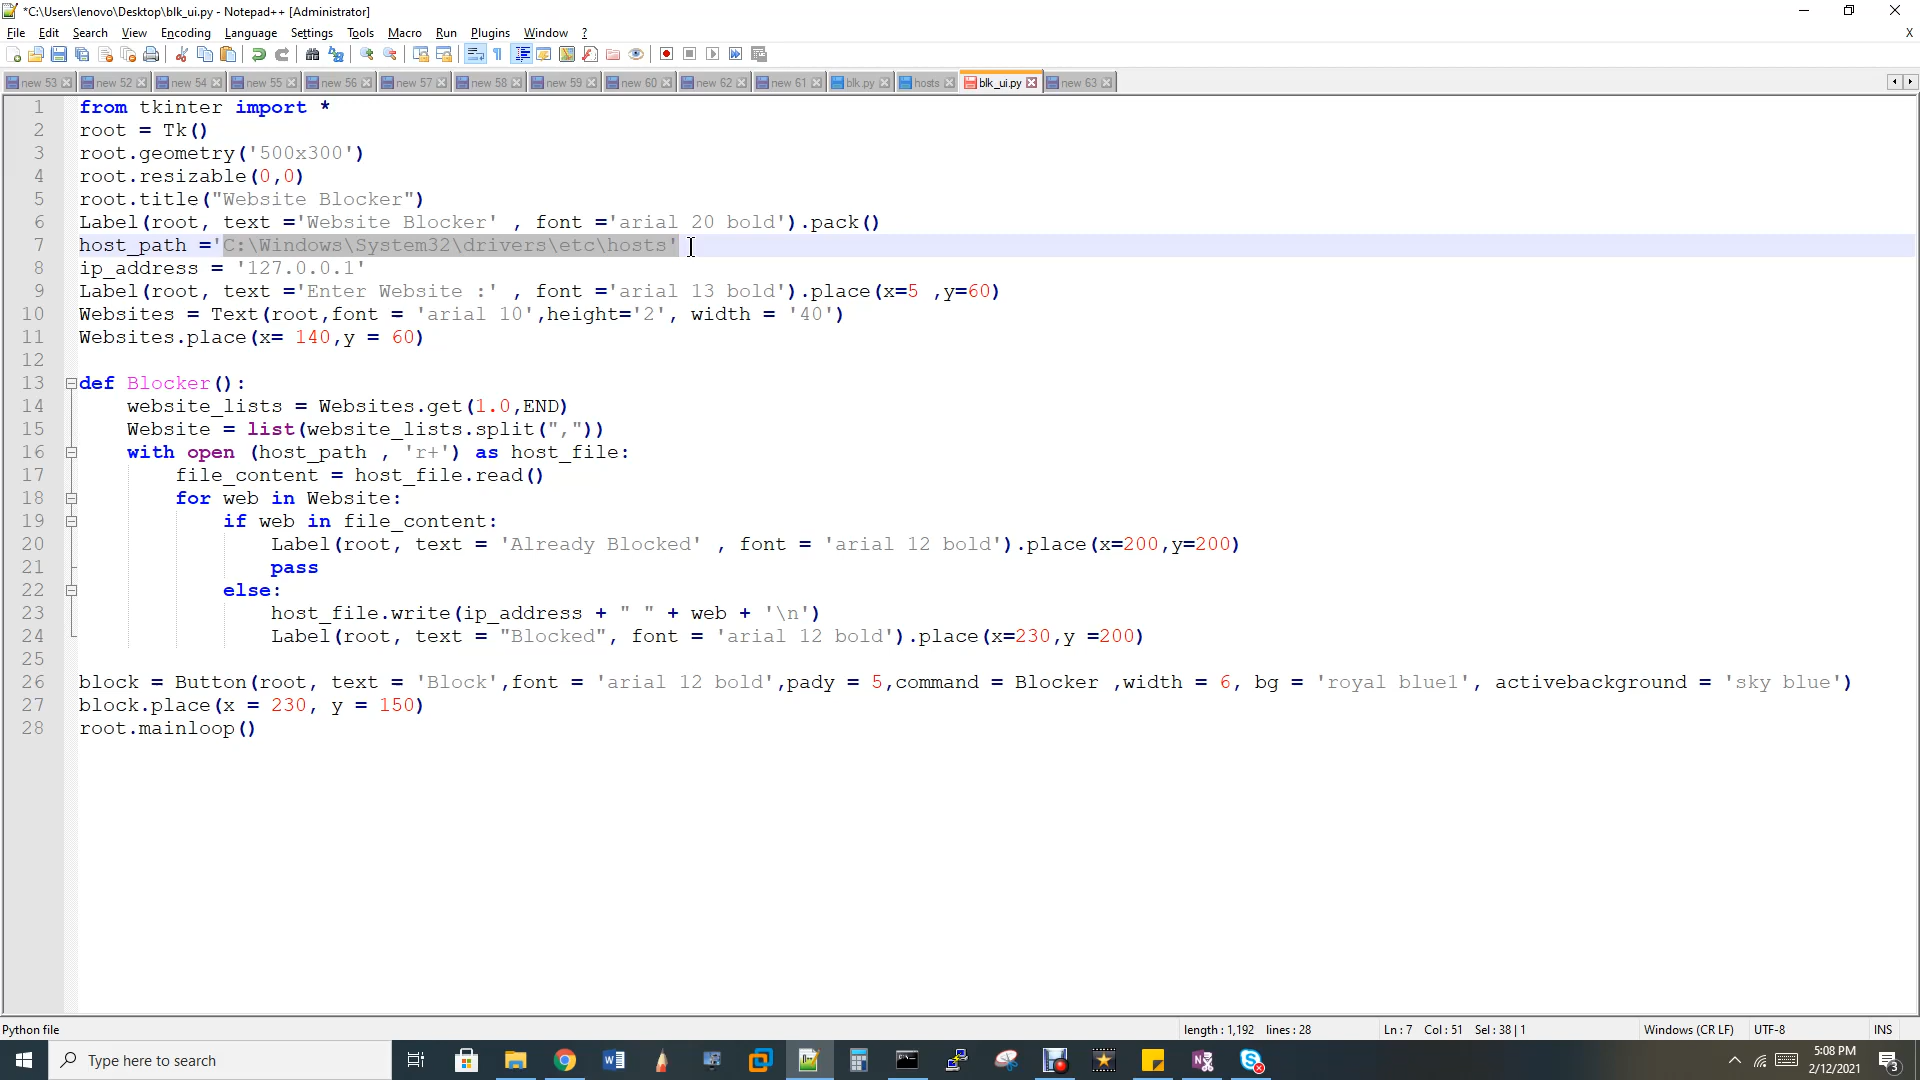 *C:\Users\lenovo\Desktop\blk_ui.py - Notepad++ [Administrator]
File Edit Search View Encoding Language Settings Tools Macro Run Plugins Window ? X
new 53 new 52 new 54 new 55 new 56 new 57 new 58 new 59 new 60 new 62 new 61 blk.py hosts blk_ui.py new 63
1 from tkinter import *
2 root = Tk()
3 root.geometry('500x300')
4 root.resizable(0,0)
5 root.title("Website Blocker")
6 Label(root, text ='Website Blocker' , font ='arial 20 bold').pack()
7 host_path ='C:\Windows\System32\drivers\etc\hosts'
8 ip_address = '127.0.0.1'
9 Label(root, text ='Enter Website :' , font ='arial 13 bold').place(x=5 ,y=60)
10 Websites = Text(root,font = 'arial 10',height='2', width = '40')
11 Websites.place(x= 140,y = 60)
12
13 def Blocker():
14 website_lists = Websites.get(1.0,END)
15 Website = list(website_lists.split(","))
16 with open (host_path , 'r+') as host_file:
17 file_content = host_file.read()
18 for web in Website:
19 if web in file_content:
20 Label(root, text = 'Already Blocked' , font = 'arial 12 bold').place(x=200,y=200)
21 pass
22 else:
23 host_file.write(ip_address + " " + web + '\n')
24 Label(root, text = "Blocked", font = 'arial 12 bold').place(x=230,y =200)
25
26 block = Button(root, text = 'Block',font = 'arial 12 bold',pady = 5,command = Blocker ,width = 6, bg = 'royal blue1', activebackground = 'sky blue')
27 block.place(x = 230, y = 150)
28 root.mainloop()
Python file length : 1,192 lines : 28 Ln : 7 Col : 51 Sel : 38 | 1 Windows (CR LF) UTF-8 INS
Type here to search
5:08 PM
2/12/2021
3